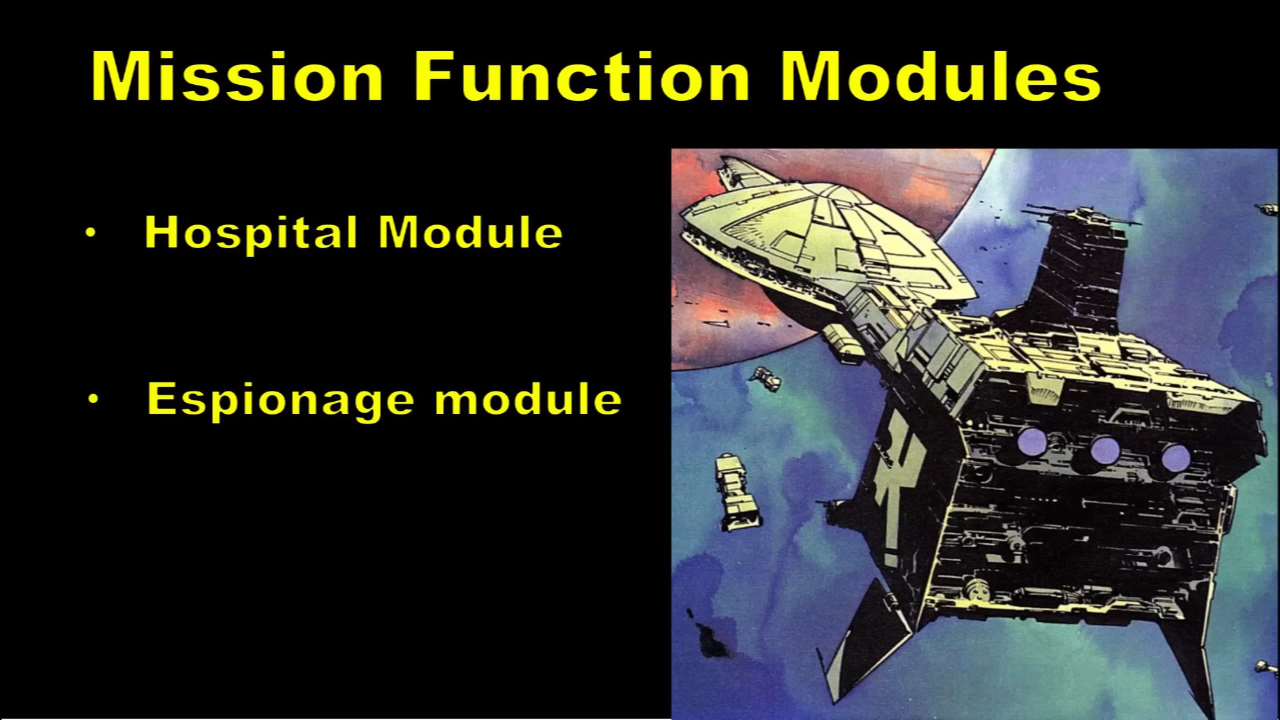 Mission Function Modules
• Hospital Module
• Espionage module